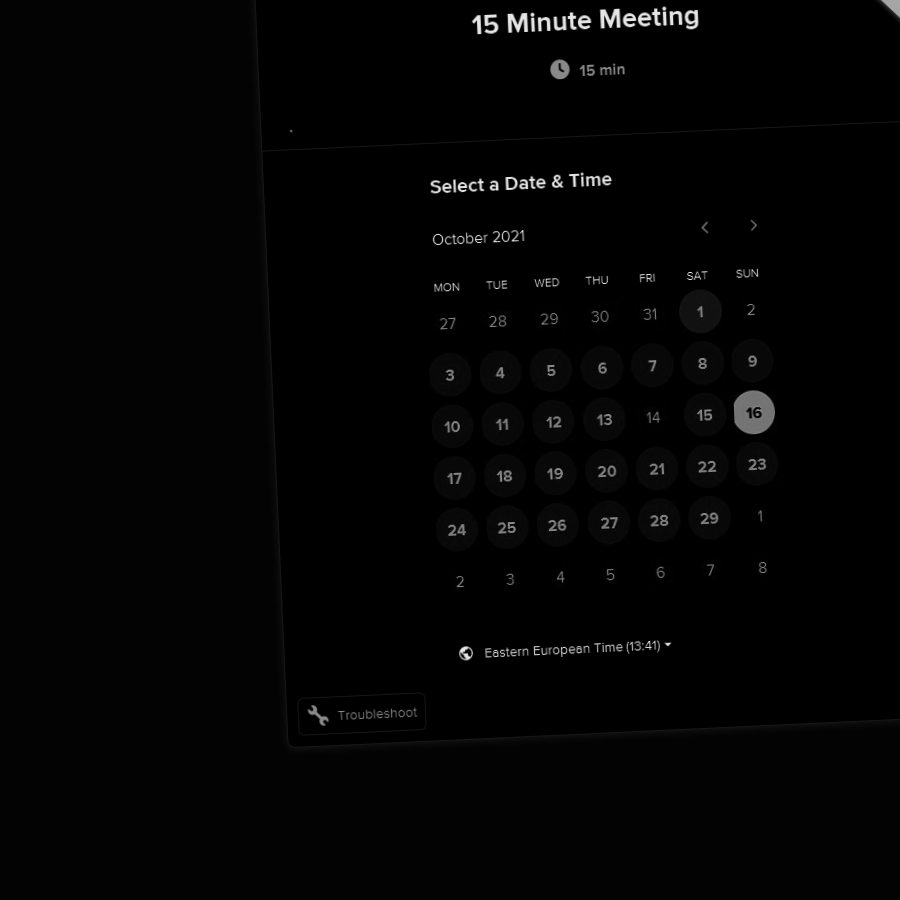 15 Minute Meeting
15 min
Select a Date & Time
October 2021
MON TUE WED THU FRI SAT SUN
27 28 29 30 31 1 2
3 4 5 6 7 8 9
10 11 12 13 14 15 16
17 18 19 20 21 22 23
24 25 26 27 28 29 1
2 3 4 5 6 7 8
Eastern European Time (13:41)
Troubleshoot